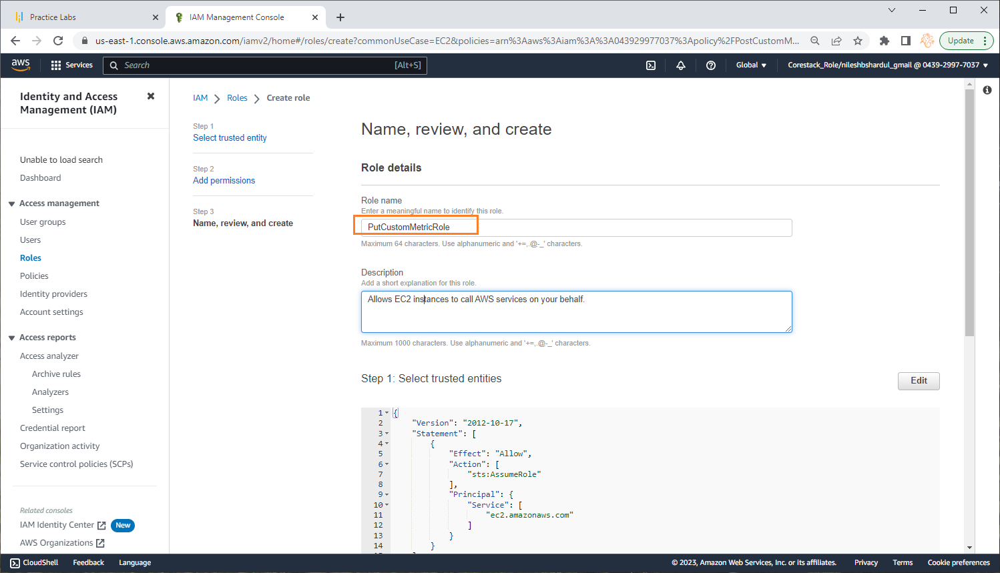 Practice Labs
IAM Management Console
us-east-1.console.aws.amazon.com/iamv2/home#/roles/create?commonUseCase=EC2&policies=arn%3Aaws%3Aiam%3A%3A043929977037%3Apolicy%2FPostCustomM...
Update
aws
Services
Search
[Alt+S]
Global
Corestack_Role/nileshbshardul_gmail @ 0439-2997-7037
Identity and Access
Management (IAM)
Unable to load search
Dashboard
Access management
User groups
Users
Roles
Policies
Identity providers
Account settings
Access reports
Access analyzer
Archive rules
Analyzers
Settings
Credential report
Organization activity
Service control policies (SCPs)
Related consoles
IAM Identity Center
New
AWS Organizations
IAM
Roles
Create role
Step 1
Select trusted entity
Step 2
Add permissions
Step 3
Name, review, and create
Name, review, and create
Role details
Role name
Enter a meaningful name to identify this role.
PutCustomMetricRole
Maximum 64 characters. Use alphanumeric and '+=,.@-_' characters.
Description
Add a short explanation for this role.
Allows EC2 instances to call AWS services on your behalf.
Maximum 1000 characters. Use alphanumeric and '+=,.@-_' characters.
Step 1: Select trusted entities
Edit
1 {
2 "Version": "2012-10-17",
3 "Statement": [
4 {
5 "Effect": "Allow",
6 "Action": [
7 "sts:AssumeRole"
8 ],
9 "Principal": {
10 "Service": [
11 "ec2.amazonaws.com"
12 ]
13 }
14 }
CloudShell
Feedback
Language
© 2023, Amazon Web Services, Inc. or its affiliates.
Privacy
Terms
Cookie preferences